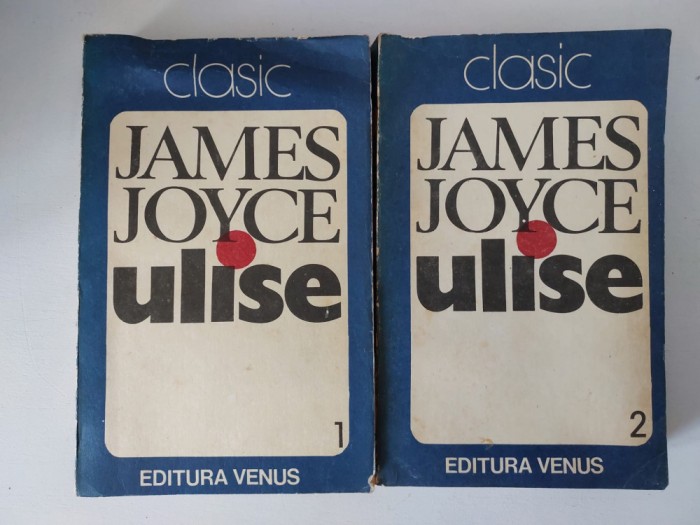 clasic
JAMES
JOYCE
ulise
1
EDITURA VENUS
clasic
JAMES
JOYCE
ulise
2
EDITURA VENUS